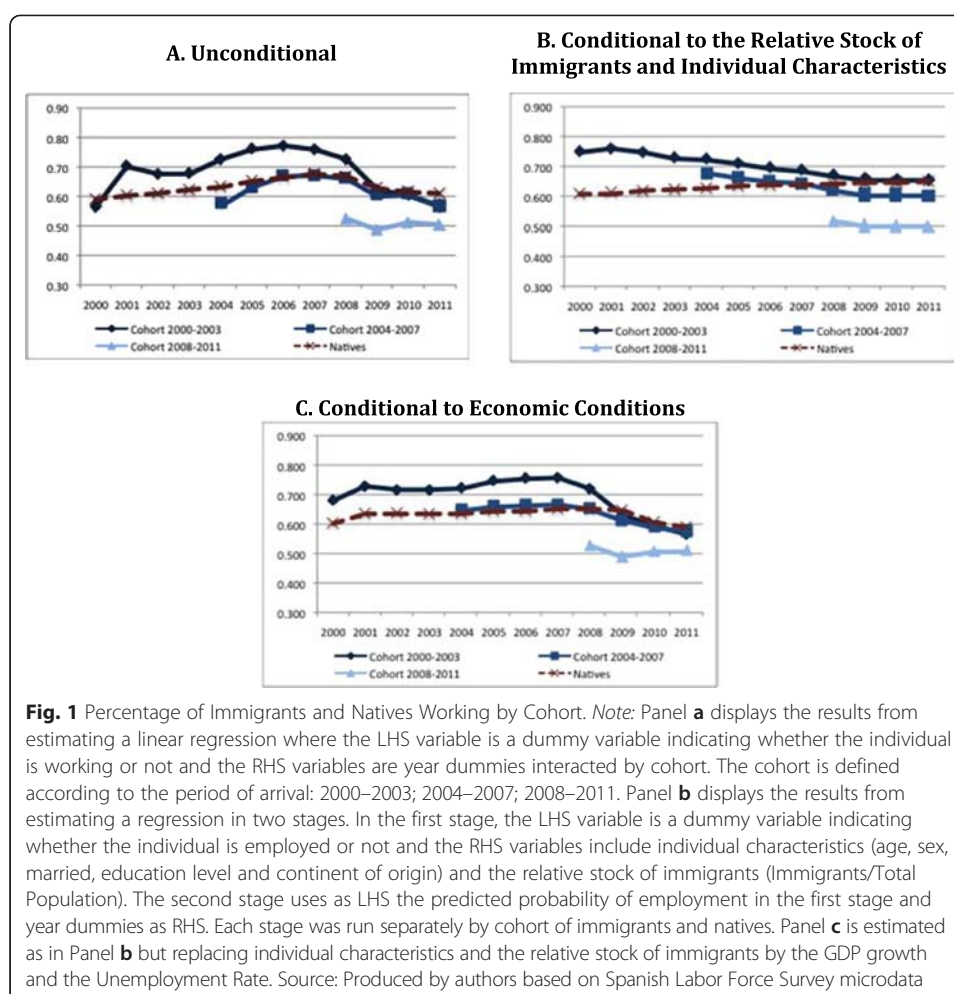 A. Unconditional
B. Conditional to the Relative Stock of
Immigrants and Individual Characteristics
0.90
0.80
0.70
0.60
0.50
0.40
0.30
2000 2001 2002 2003 2004 2005 2006 2007 2008 2009 2010 2011
Cohort 2000-2003 Cohort 2004-2007
Cohort 2008-2011 Natives
0.900
0.800
0.700
0.600
0.500
0.400
0.300
2000 2001 2002 2003 2004 2005 2006 2007 2008 2009 2010 2011
Cohort 2000-2003 Cohort 2004-2007
Cohort 2008-2011 Natives
C. Conditional to Economic Conditions
0.900
0.800
0.700
0.600
0.500
0.400
0.300
2000 2001 2002 2003 2004 2005 2006 2007 2008 2009 2010 2011
Cohort 2000-2003 Cohort 2004-2007
Cohort 2008-2011 Natives
Fig. 1 Percentage of Immigrants and Natives Working by Cohort. Note: Panel a displays the results from
estimating a linear regression where the LHS variable is a dummy variable indicating whether the individual
is working or not and the RHS variables are year dummies interacted by cohort. The cohort is defined
according to the period of arrival: 2000–2003; 2004–2007; 2008–2011. Panel b displays the results from
estimating a regression in two stages. In the first stage, the LHS variable is a dummy variable indicating
whether the individual is employed or not and the RHS variables include individual characteristics (age, sex,
married, education level and continent of origin) and the relative stock of immigrants (Immigrants/Total
Population). The second stage uses as LHS the predicted probability of employment in the first stage and
year dummies as RHS. Each stage was run separately by cohort of immigrants and natives. Panel c is estimated
as in Panel b but replacing individual characteristics and the relative stock of immigrants by the GDP growth
and the Unemployment Rate. Source: Produced by authors based on Spanish Labor Force Survey microdata